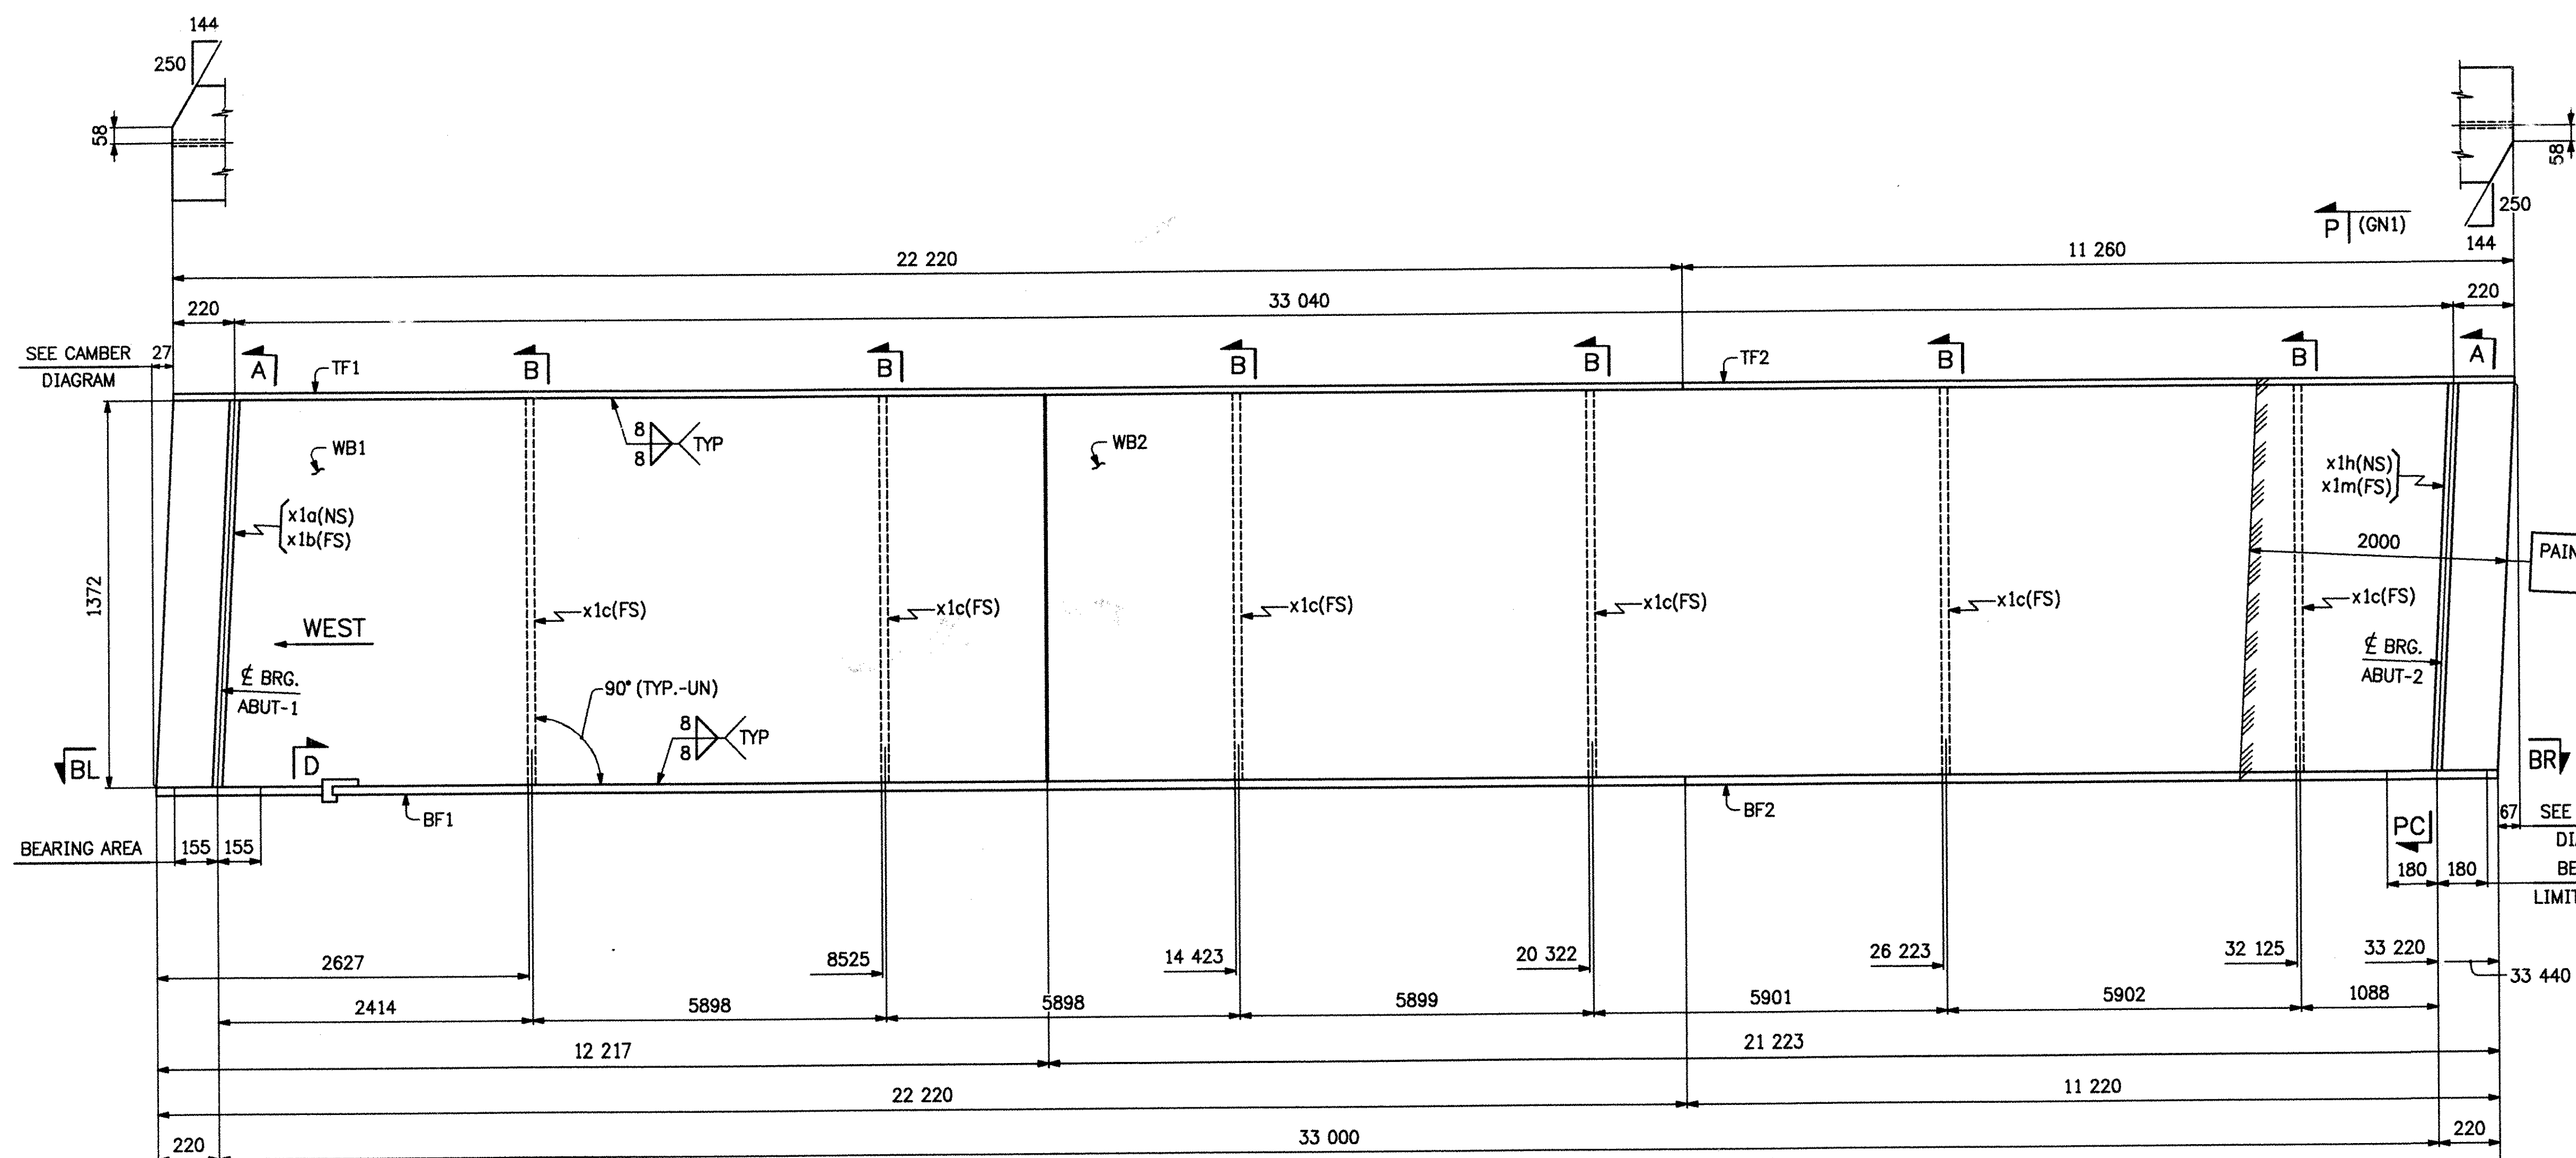 144
250
58
58
250
144
P (GN1)
22 220
11 260
220
33 040
220
SEE CAMBER
DIAGRAM
27
A
B
B
B
B
B
B
A
TF1
TF2
8
8
TYP
WB1
WB2
x1a(NS)
x1b(FS)
x1h(NS)
x1m(FS)
2000
PAIN
1372
x1c(FS)
x1c(FS)
x1c(FS)
x1c(FS)
x1c(FS)
x1c(FS)
WEST
℄ BRG.
ABUT-1
℄ BRG.
ABUT-2
90° (TYP.-UN)
8
8
TYP
BL
D
BR
BF1
BF2
67
SEE
DI
PC
BEARING AREA
155
155
180
180
BE
LIMIT
2627
8525
14 423
20 322
26 223
32 125
33 220
33 440
2414
5898
5898
5899
5901
5902
1088
12 217
21 223
22 220
11 220
220
33 000
220